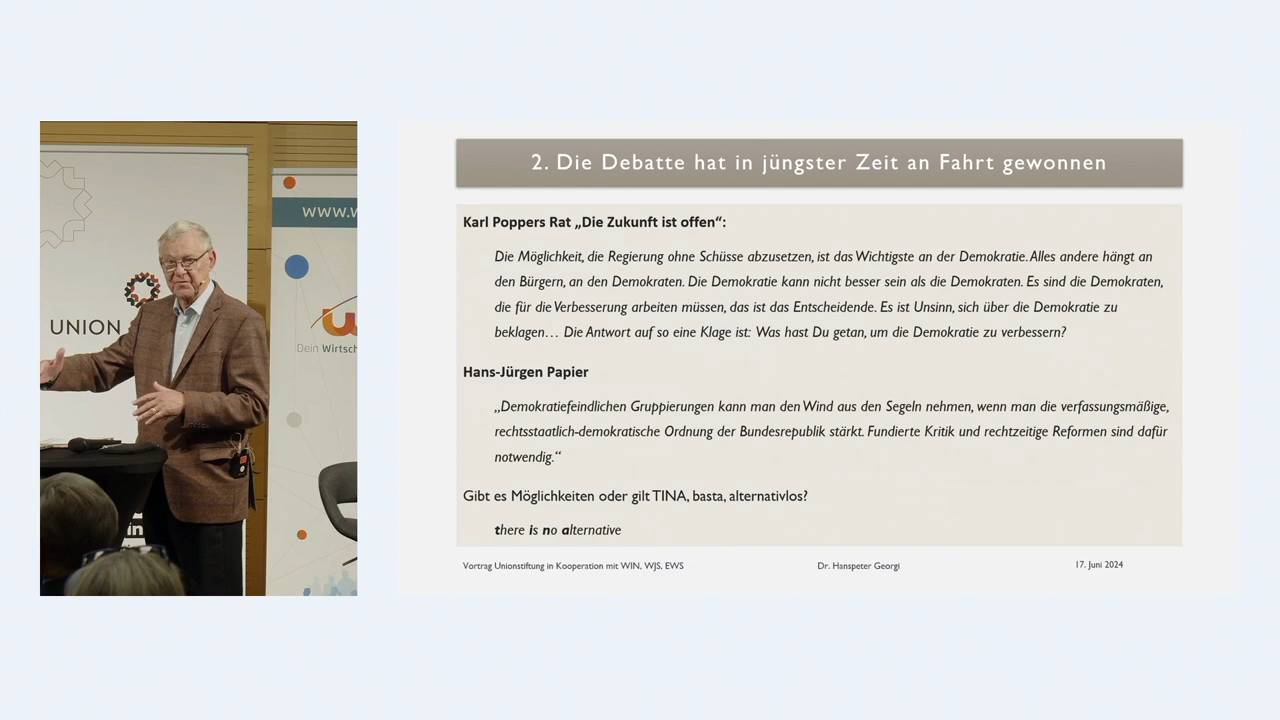 UNION
WWW.W
Dein Wirtsch
in
2. Die Debatte hat in jüngster Zeit an Fahrt gewonnen
Karl Poppers Rat „Die Zukunft ist offen“:
Die Möglichkeit, die Regierung ohne Schüsse abzusetzen, ist das Wichtigste an der Demokratie. Alles andere hängt an
den Bürgern, an den Demokraten. Die Demokratie kann nicht besser sein als die Demokraten. Es sind die Demokraten,
die für die Verbesserung arbeiten müssen, das ist das Entscheidende. Es ist Unsinn, sich über die Demokratie zu
beklagen… Die Antwort auf so eine Klage ist: Was hast Du getan, um die Demokratie zu verbessern?
Hans-Jürgen Papier
„Demokratiefeindlichen Gruppierungen kann man den Wind aus den Segeln nehmen, wenn man die verfassungsmäßige,
rechtsstaatlich-demokratische Ordnung der Bundesrepublik stärkt. Fundierte Kritik und rechtzeitige Reformen sind dafür
notwendig.“
Gibt es Möglichkeiten oder gilt TINA, basta, alternativlos?
there is no alternative
Vortrag Unionstiftung in Kooperation mit WIN, WJS, EWS
Dr. Hanspeter Georgi
17. Juni 2024